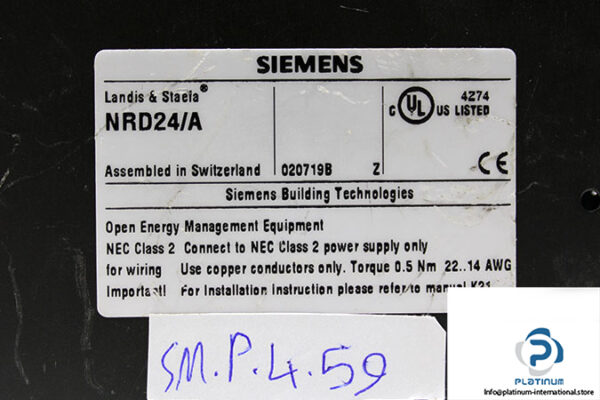 SIEMENS
Landis & Staefa®
NRD24/A
C UL US LISTED 4Z74
Assembled in Switzerland 020719B Z CE
Siemens Building Technologies
Open Energy Management Equipment
NEC Class 2 Connect to NEC Class 2 power supply only
for wiring Use copper conductors only. Torque 0.5 Nm 22..14 AWG
Important! For Installation Instruction please refer to manual K21
SM.P.4.59
PLATINUM
INTERNATIONAL
info@platinum-international.store